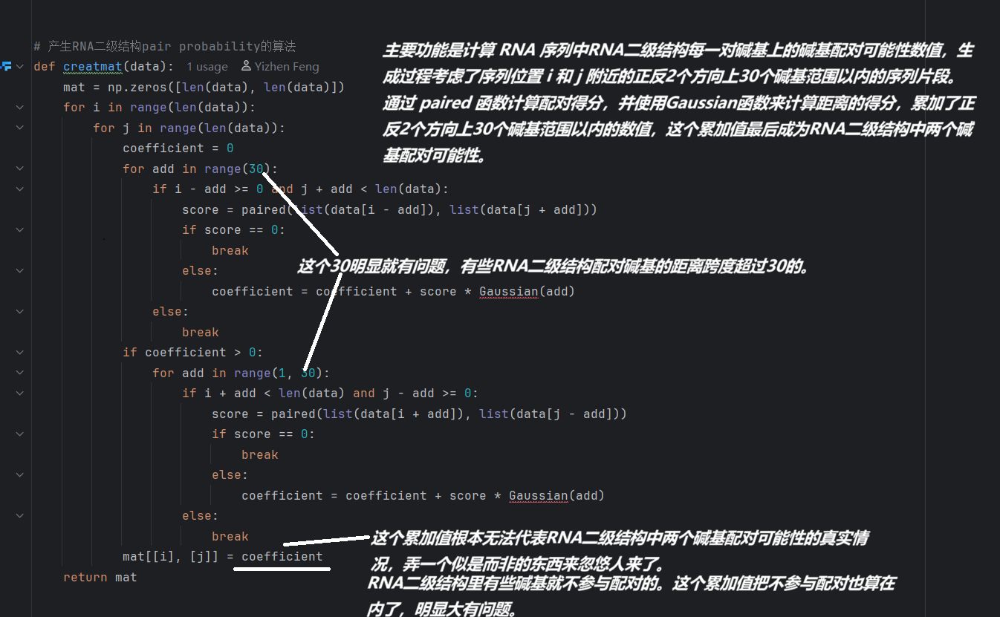 # 产生RNA二级结构pair probability的算法
主要功能是计算 RNA 序列中RNA二级结构每一对碱基上的碱基配对可能性数值，生
def creatmat(data): 1 usage Yizhen Feng
成过程考虑了序列位置 i 和 j 附近的正反2个方向上30个碱基范围以内的序列片段。
mat = np.zeros([len(data), len(data)])
通过 paired 函数计算配对得分，并使用Gaussian函数来计算距离的得分，累加了正
for i in range(len(data)):
反2个方向上30个碱基范围以内的数值，这个累加值最后成为RNA二级结构中两个碱
for j in range(len(data)):
基配对可能性。
coefficient = 0
for add in range(30):
if i - add >= 0 and j + add < len(data):
score = paired(list(data[i - add]), list(data[j + add]))
if score == 0:
break
这个30明显就有问题，有些RNA二级结构配对碱基的距离跨度超过30的。
else:
coefficient = coefficient + score * Gaussian(add)
else:
break
if coefficient > 0:
for add in range(1, 30):
if i + add < len(data) and j - add >= 0:
score = paired(list(data[i + add]), list(data[j - add]))
if score == 0:
break
else:
coefficient = coefficient + score * Gaussian(add)
else:
break
这个累加值根本无法代表RNA二级结构中两个碱基配对可能性的真实情
况，弄一个似是而非的东西来忽悠人来了。
mat[[i], [j]] = coefficient
return mat
RNA二级结构里有些碱基就不参与配对的。这个累加值把不参与配对也算在
内了，明显大有问题。